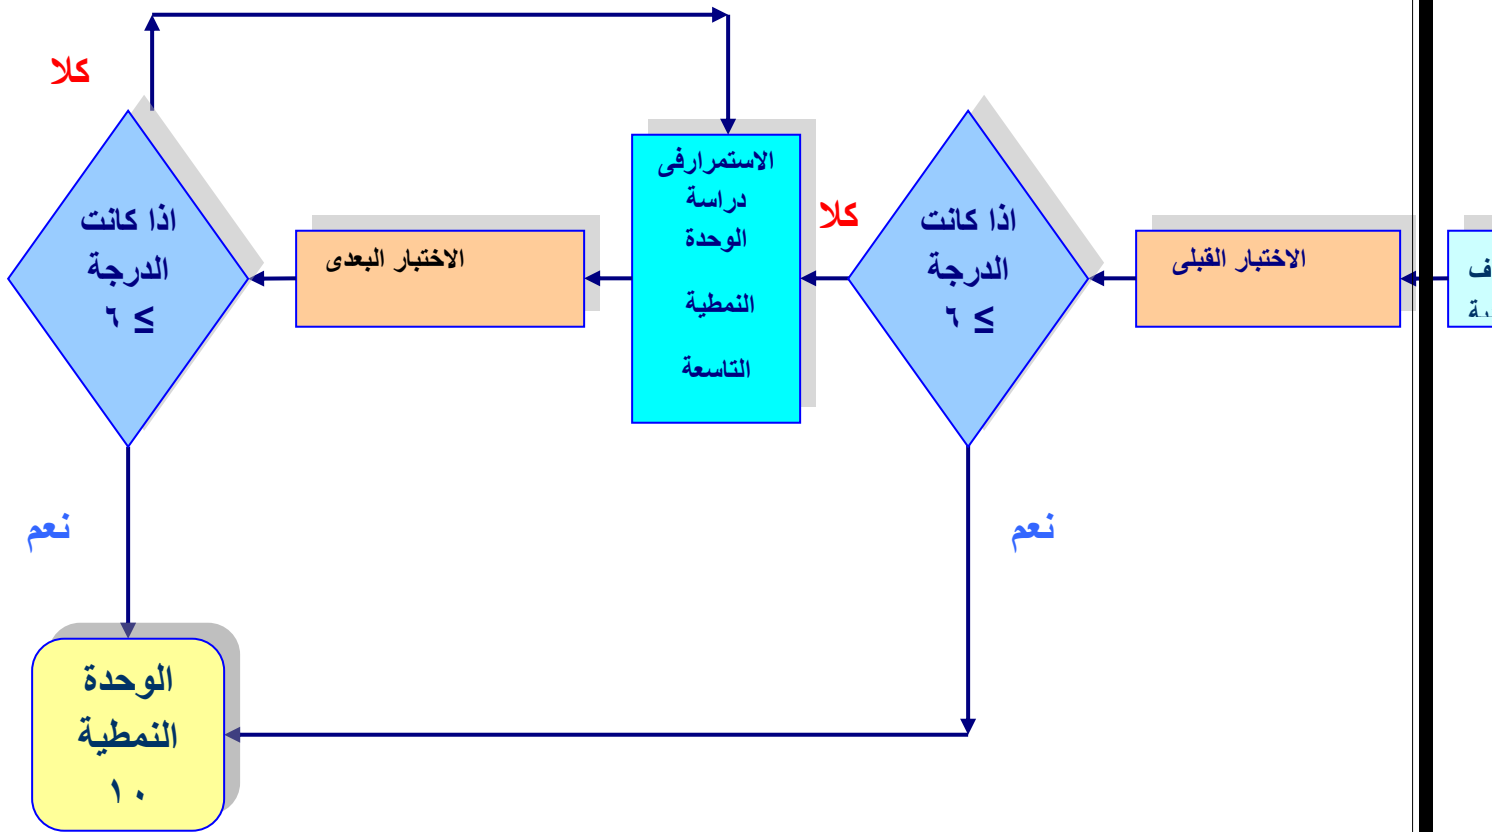 كلا
الاختبار القبلى
اذا كانت
الدرجة
≥ ٦
كلا
الاستمرارفى
دراسة
الوحدة
النمطية
التاسعة
الاختبار البعدى
اذا كانت
الدرجة
≥ ٦
نعم
نعم
الوحدة
النمطية
١٠